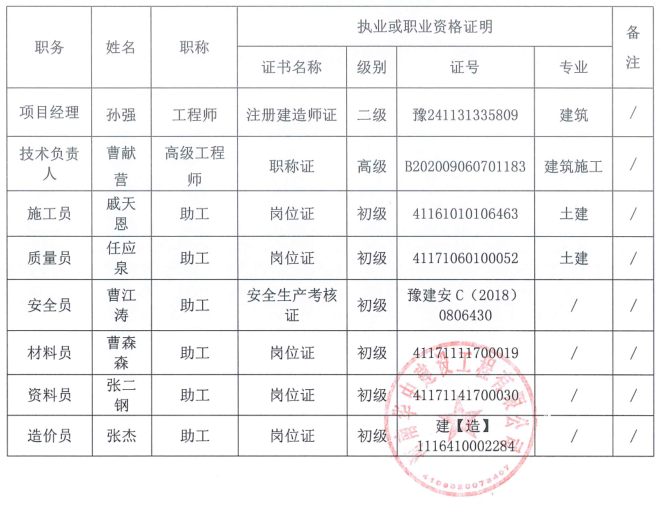 职务 姓名 职称 执业或职业资格证明 备注
证书名称 级别 证号 专业
项目经理 孙强 工程师 注册建造师证 二级 豫241131335809 建筑 /
技术负责人 曹献营 高级工程师 职称证 高级 B202009060701183 建筑施工 /
施工员 戚天恩 助工 岗位证 初级 41161010106463 土建 /
质量员 任应泉 助工 岗位证 初级 41171060100052 土建 /
安全员 曹江涛 助工 安全生产考核证 初级 豫建安 C（2018）0806430 / /
材料员 曹森森 助工 岗位证 初级 41171111700019 / /
资料员 张二钢 助工 岗位证 初级 41171141700030 / /
造价员 张杰 助工 岗位证 初级 建【造】1116410002284 / /